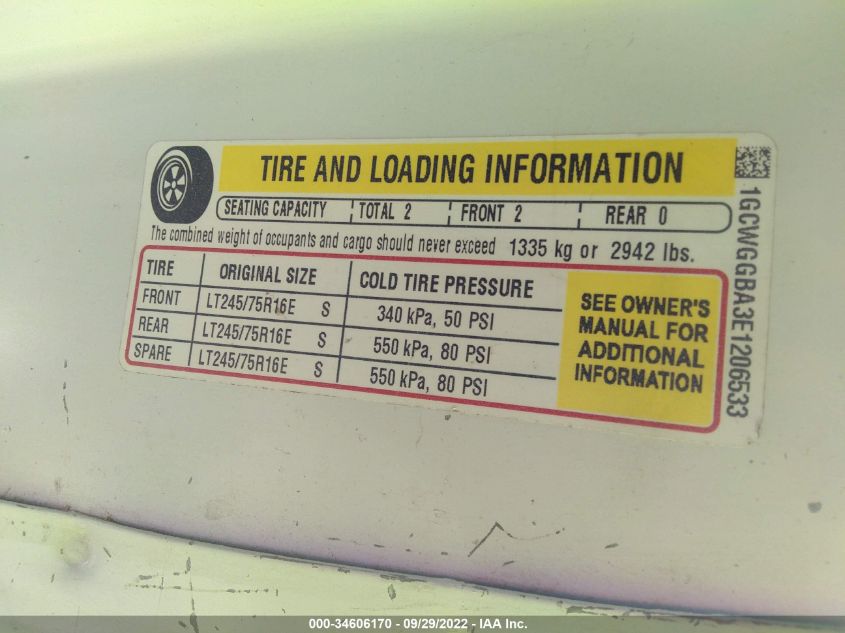 TIRE AND LOADING INFORMATION
SEATING CAPACITY TOTAL 2 FRONT 2 REAR 0
The combined weight of occupants and cargo should never exceed 1335 kg or 2942 lbs.
TIRE ORIGINAL SIZE COLD TIRE PRESSURE
FRONT LT245/75R16E S 340 kPa, 50 PSI
REAR LT245/75R16E S 550 kPa, 80 PSI
SPARE LT245/75R16E S 550 kPa, 80 PSI
SEE OWNER'S
MANUAL FOR
ADDITIONAL
INFORMATION
1GCWGGBA3E1206533
000-34606170 - 09/29/2022 - IAA Inc.